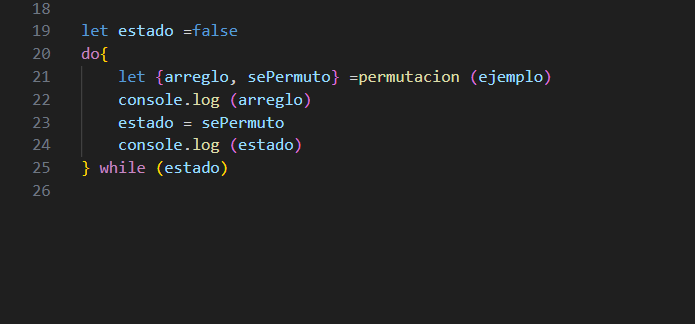 18
19 let estado =false
20 do{
21 let {arreglo, sePermuto} =permutacion (ejemplo)
22 console.log (arreglo)
23 estado = sePermuto
24 console.log (estado)
25 } while (estado)
26